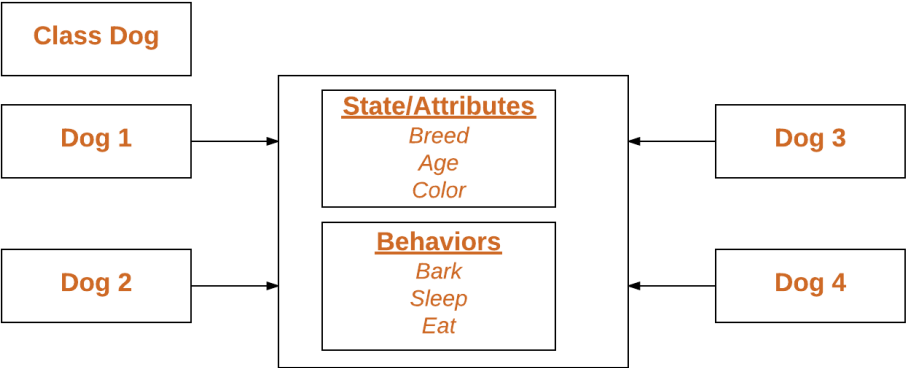 Class Dog
Dog 1
Dog 2
State/Attributes
Breed
Age
Color
Behaviors
Bark
Sleep
Eat
Dog 3
Dog 4